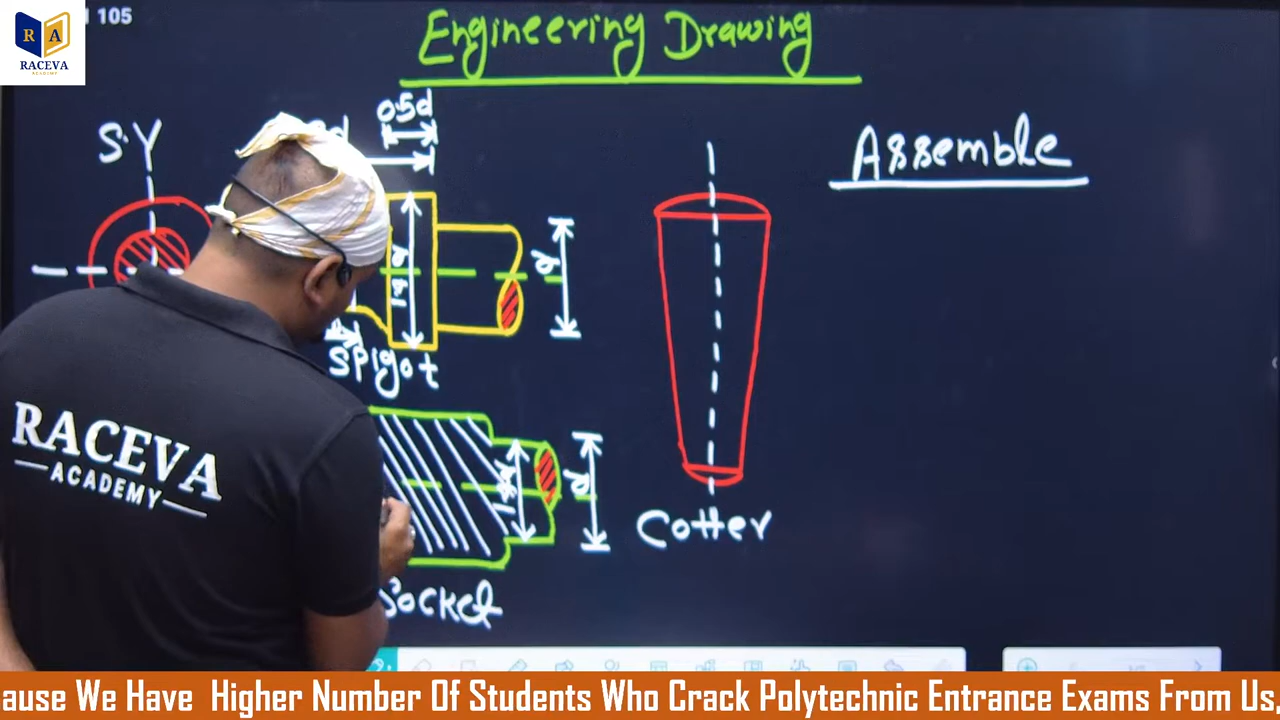 105
R A
RACEVA
ACADEMY
Engineering Drawing
0.5d
S.Y
Assemble
d
Spigot
d
Socket
Cotter
RACEVA
ACADEMY
ause We Have Higher Number Of Students Who Crack Polytechnic Entrance Exams From Us,